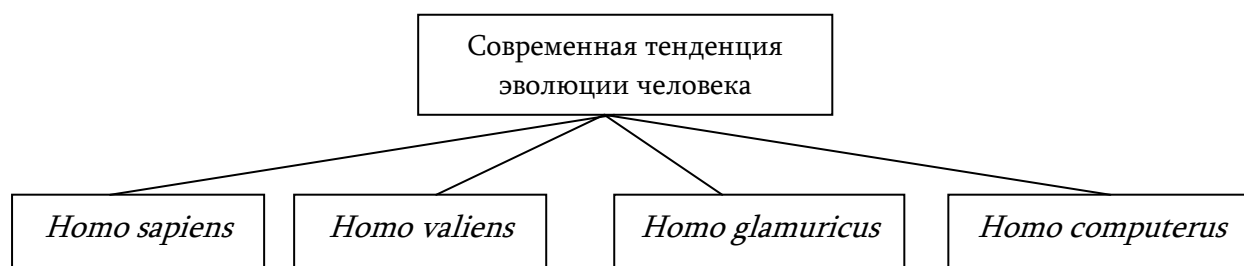 Современная тенденция
эволюции человека
Homo sapiens
Homo valiens
Homo glamuricus
Homo computerus